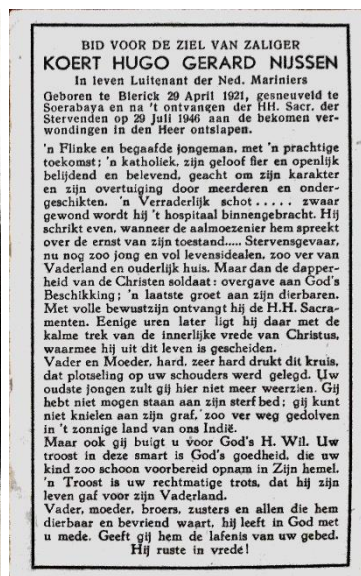 BID VOOR DE ZIEL VAN ZALIGER
KOERT HUGO GERARD NIJSSEN
In leven Luitenant der Ned. Mariniers
Geboren te Blerick 29 April 1921, gesneuveld te
Soerabaya en na 't ontvangen der HH. Sacr. der
Stervenden op 29 Juli 1946 aan de bekomen ver-
wondingen in den Heer ontslapen.
'n Flinke en begaafde jongeman, met 'n prachtige
toekomst; 'n katholiek, zijn geloof fier en openlijk
belijdend en belevend, geacht om zijn karakter
en zijn overtuiging door meerderen en onder-
geschikten. 'n Verraderlijk schot..... zwaar
gewond wordt hij 't hospitaal binnengebracht. Hij
schrikt even, wanneer de aalmoezenier hem spreekt
over de ernst van zijn toestand..... Stervensgevaar,
nu nog zoo jong en vol levensidealen, zoo ver van
Vaderland en ouderlijk huis. Maar dan de dapper-
heid van de Christen soldaat: overgave aan God's
Beschikking; 'n laatste groet aan zijn dierbaren.
Met volle bewustzijn ontvangt hij de H.H. Sacra-
menten. Eenige uren later ligt hij daar met de
kalme trek van de innerlijke vrede van Christus,
waarmee hij uit dit leven is gescheiden.
Vader en Moeder, hard, zeer hard drukt dit kruis,
dat plotseling op uw schouders werd gelegd. Uw
oudste jongen zult gij hier niet meer weerzien. Gij
hebt niet mogen staan aan zijn sterfbed; gij kunt
niet knielen aan zijn graf, zoo ver weg gedolven
in 't zonnige land van ons Indië.
Maar ook gij buigt u voor God's H. Wil. Uw
troost in deze smart is God's goedheid, die uw
kind zoo schoon voorbereid opnam in Zijn hemel.
'n Troost is uw rechtmatige trots, dat hij zijn
leven gaf voor zijn Vaderland.
Vader, moeder, broers, zusters en allen die hem
dierbaar en bevriend waart, hij leeft in God met
u mede. Geeft gij hem de lafenis van uw gebed.
Hij ruste in vrede!